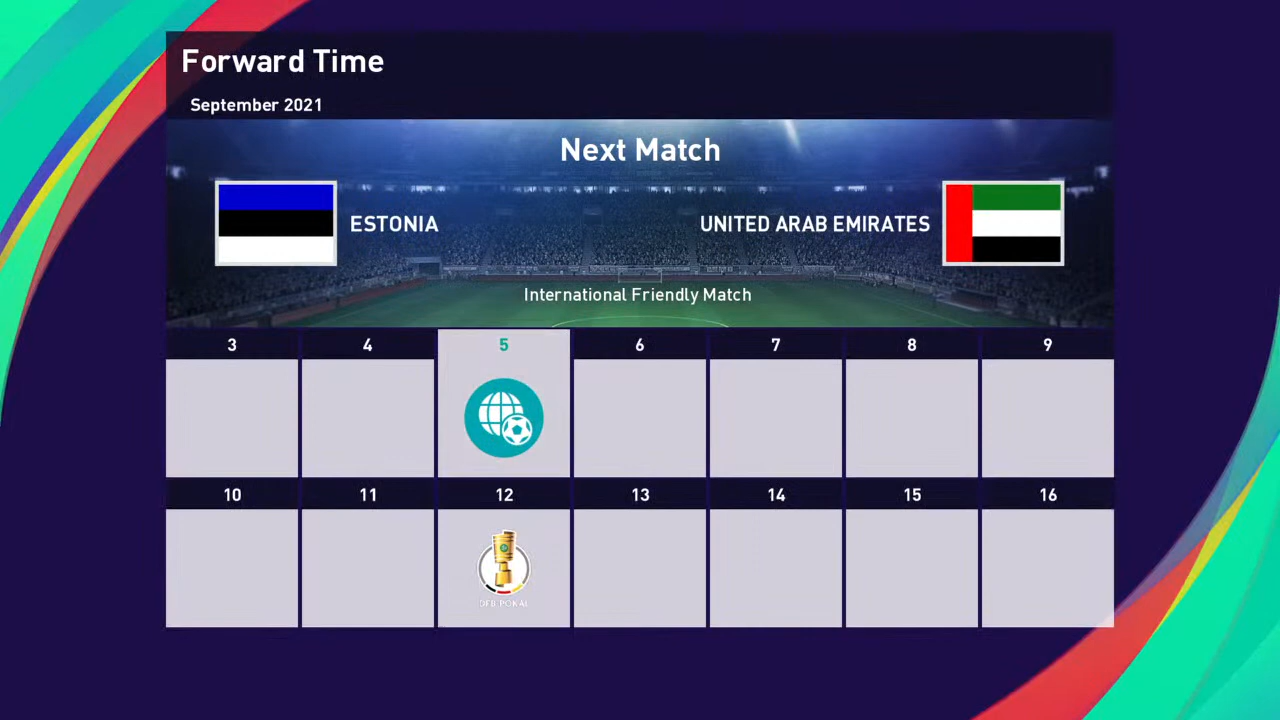 Forward Time
September 2021
Next Match
ESTONIA
UNITED ARAB EMIRATES
International Friendly Match
3 4 5 6 7 8 9
10 11 12 13 14 15 16
DFB-POKAL